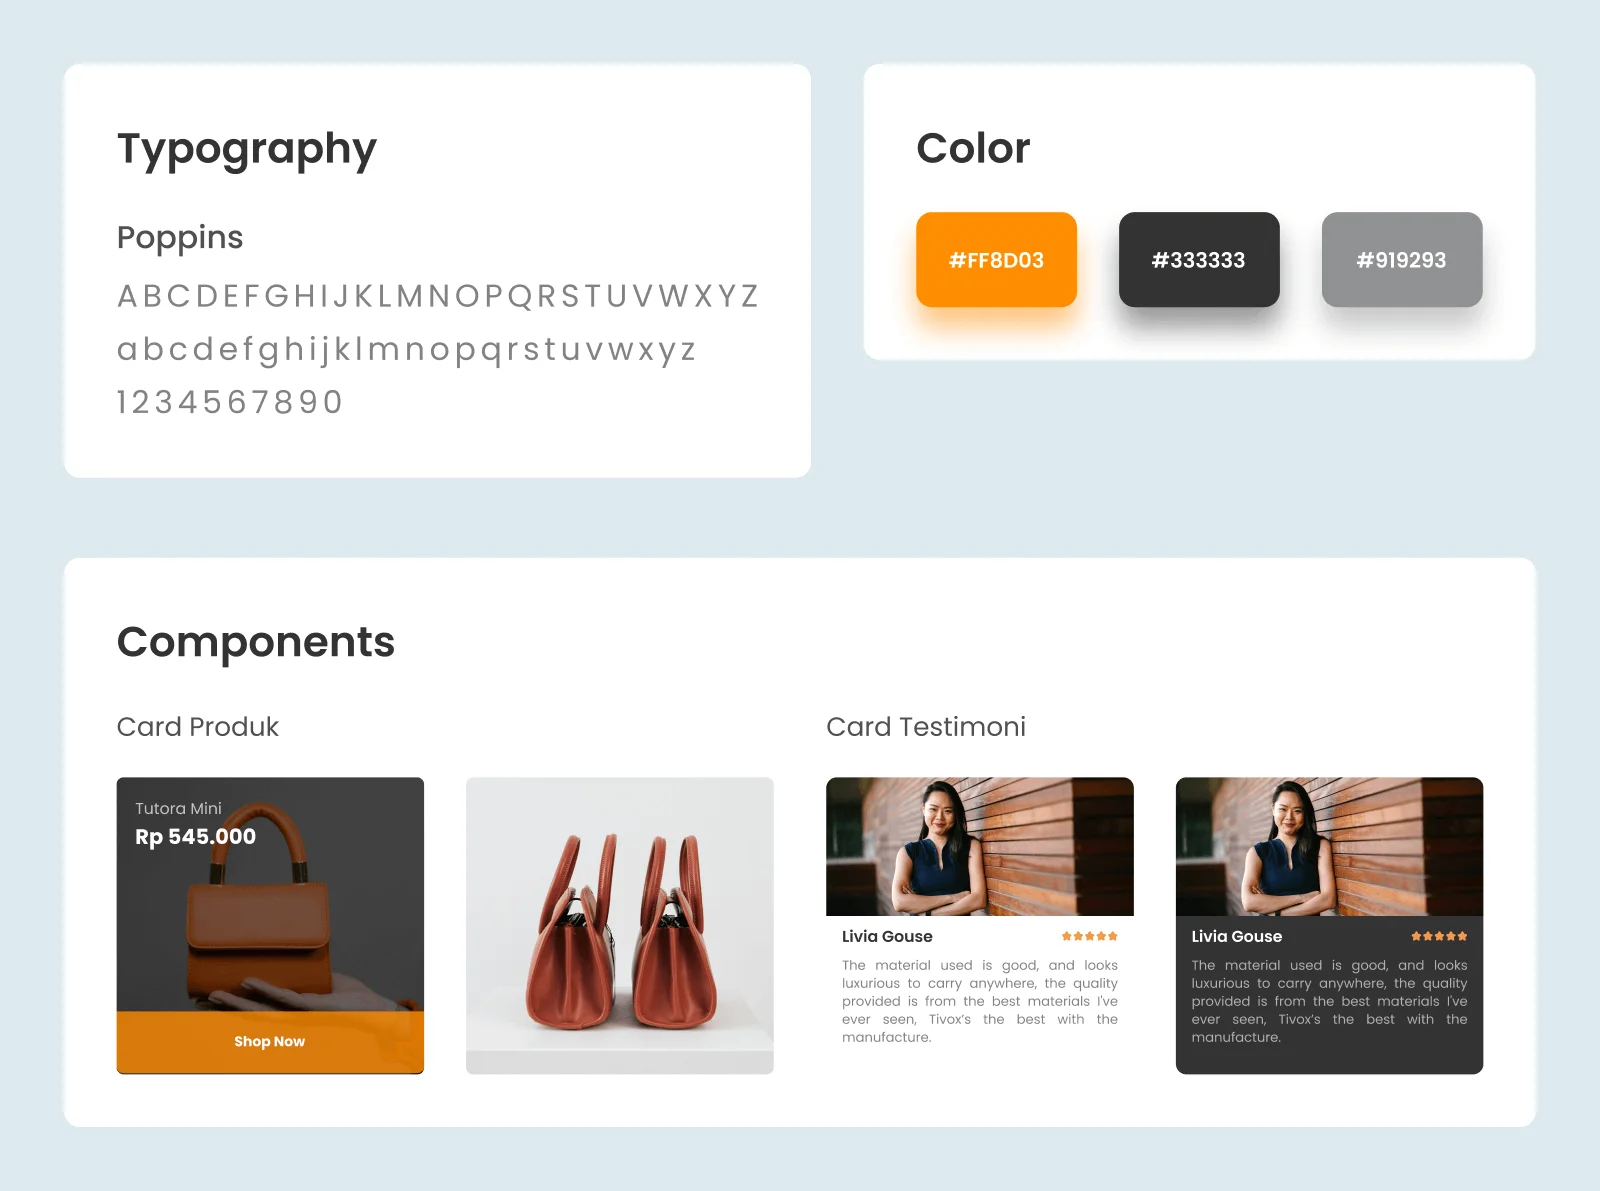 Typography
Poppins
ABCDEFGHIJKLMNOPQRSTUVWXYZ
abcdefghijklmnopqrstuvwxyz
1234567890
Color
#FF8D03
#333333
#919293
Components
Card Produk
Tutora Mini
Rp 545.000
Shop Now
Card Testimoni
Livia Gouse
The material used is good, and looks
luxurious to carry anywhere, the quality
provided is from the best materials I've
ever seen, Tivox's the best with the
manufacture.
Livia Gouse
The material used is good, and looks
luxurious to carry anywhere, the quality
provided is from the best materials I've
ever seen, Tivox's the best with the
manufacture.